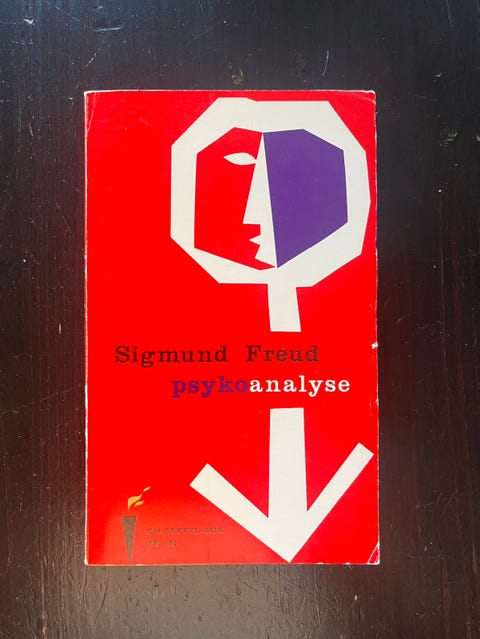 Sigmund Freud
psykoanalyse
EN FAKKEL-BOK